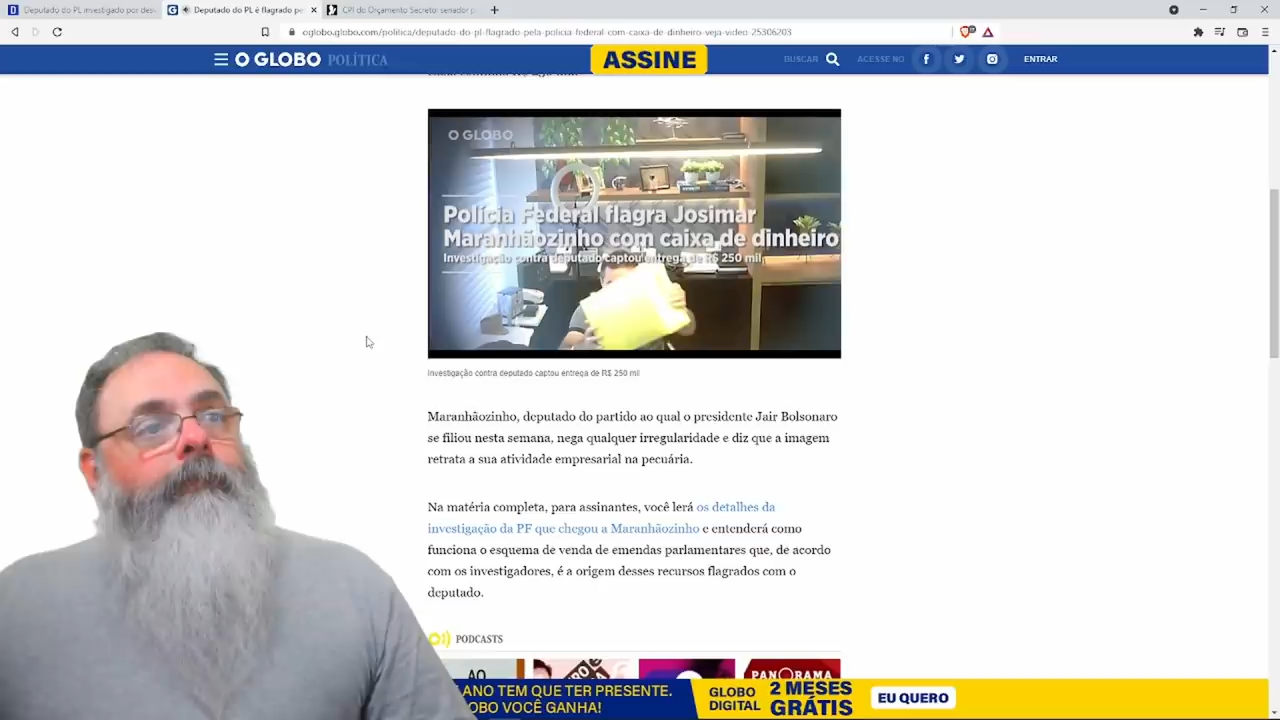 Deputado do PL investigado por des
Deputado do PL é flagrado pe
CPI do Orçamento Secreto: senador p
oglobo.globo.com/politica/deputado-do-pl-flagrado-pela-policia-federal-com-caixa-de-dinheiro-veja-video-25306203
O GLOBO POLÍTICA
ASSINE
BUSCAR
ACESSE NO
ENTRAR
O GLOBO
Polícia Federal flagra Josimar
Maranhãozinho com caixa de dinheiro
Investigação contra deputado captou entrega de R$ 250 mil
Investigação contra deputado captou entrega de R$ 250 mil
Maranhãozinho, deputado do partido ao qual o presidente Jair Bolsonaro
se filiou nesta semana, nega qualquer irregularidade e diz que a imagem
retrata a sua atividade empresarial na pecuária.
Na matéria completa, para assinantes, você lerá os detalhes da
investigação da PF que chegou a Maranhãozinho e entenderá como
funciona o esquema de venda de emendas parlamentares que, de acordo
com os investigadores, é a origem desses recursos flagrados com o
deputado.
PODCASTS
AO
PANORAMA
ANO TEM QUE TER PRESENTE.
OBO VOCÊ GANHA!
GLOBO
DIGITAL
2 MESES
GRÁTIS
EU QUERO